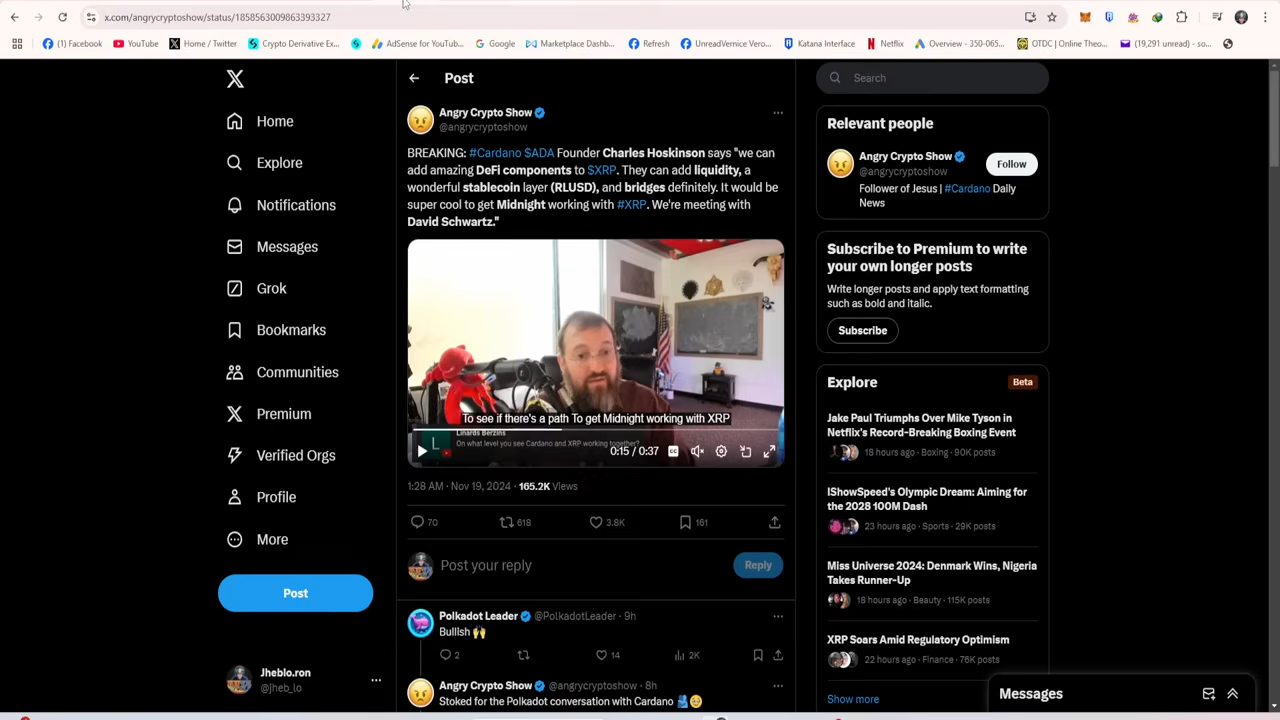 x.com/angrycryptoshow/status/1858563009863393327
(1) Facebook
YouTube
Home / Twitter
Crypto Derivative Ex...
AdSense for YouTub...
Google
Marketplace Dashb...
Refresh
UnreadVernice Vero...
Katana Interface
Netflix
Overview - 350-065...
OTDC | Online Theo...
(19,291 unread) - so...
Home
Explore
Notifications
Messages
Grok
Bookmarks
Communities
Premium
Verified Orgs
Profile
More
Post
Jheblo.ron
@jheb_lo
Post
Angry Crypto Show
@angrycryptoshow
BREAKING: #Cardano $ADA Founder Charles Hoskinson says "we can
add amazing DeFi components to $XRP. They can add liquidity, a
wonderful stablecoin layer (RLUSD), and bridges definitely. It would be
super cool to get Midnight working with #XRP. We're meeting with
David Schwartz."
To see if there's a path To get Midnight working with XRP
L
Linards Berzins
On what level you see Cardano and XRP working together?
0:15 / 0:37
CC
1:28 AM · Nov 19, 2024 · 165.2K Views
70
618
3.8K
161
Post your reply
Reply
Polkadot Leader @PolkadotLeader · 9h
Bullish 🙌
2
14
2K
Angry Crypto Show @angrycryptoshow · 8h
Stoked for the Polkadot conversation with Cardano 🫂🥹
Search
Relevant people
Angry Crypto Show
@angrycryptoshow
Follow
Follower of Jesus | #Cardano Daily
News
Subscribe to Premium to write
your own longer posts
Write longer posts and apply text formatting
such as bold and italic.
Subscribe
Explore
Beta
Jake Paul Triumphs Over Mike Tyson in
Netflix's Record-Breaking Boxing Event
18 hours ago · Boxing · 90K posts
IShowSpeed's Olympic Dream: Aiming for
the 2028 100M Dash
23 hours ago · Sports · 29K posts
Miss Universe 2024: Denmark Wins, Nigeria
Takes Runner-Up
18 hours ago · Beauty · 115K posts
XRP Soars Amid Regulatory Optimism
22 hours ago · Finance · 76K posts
Show more
Messages